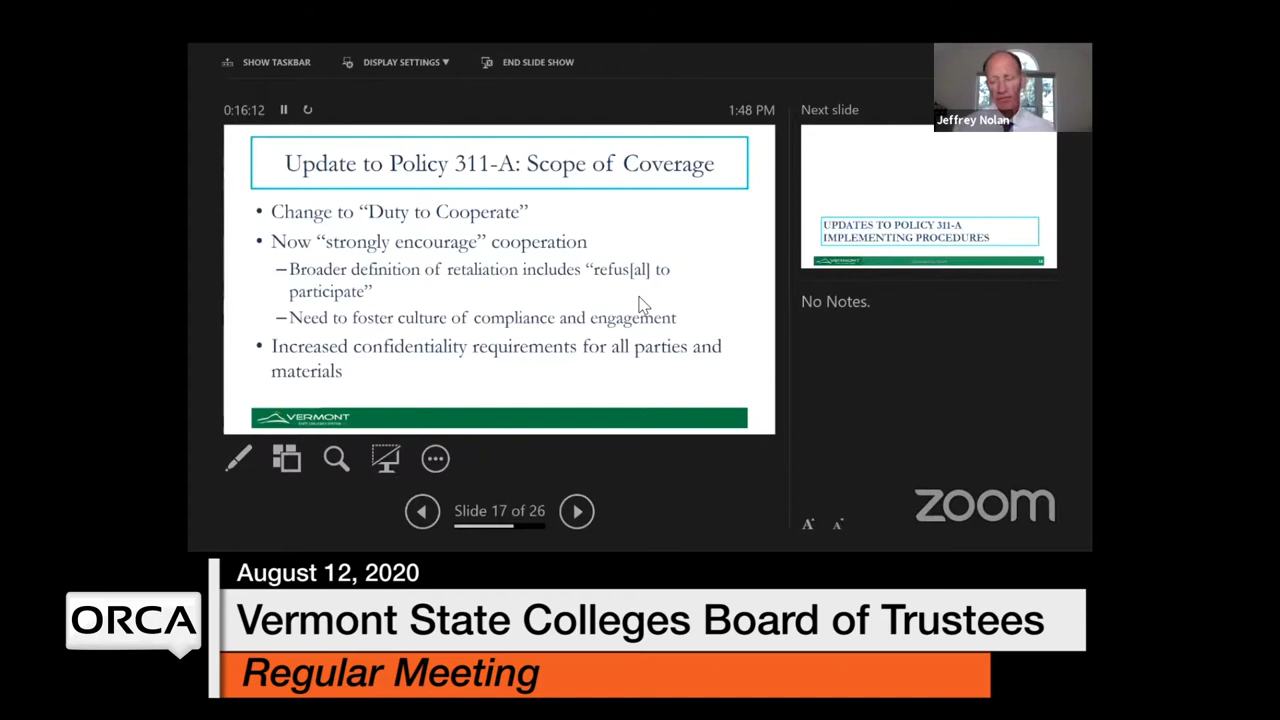 SHOW TASKBAR
DISPLAY SETTINGS ▼
END SLIDE SHOW
Jeffrey Nolan
0:16:12
1:48 PM
Next slide
Update to Policy 311-A: Scope of Coverage
• Change to “Duty to Cooperate”
• Now “strongly encourage” cooperation
–Broader definition of retaliation includes “refus[al] to
participate”
–Need to foster culture of compliance and engagement
• Increased confidentiality requirements for all parties and
materials
VERMONT
UPDATES TO POLICY 311-A
IMPLEMENTING PROCEDURES
VERMONT
No Notes.
Slide 17 of 26
A A
zoom
August 12, 2020
ORCA
Vermont State Colleges Board of Trustees
Regular Meeting